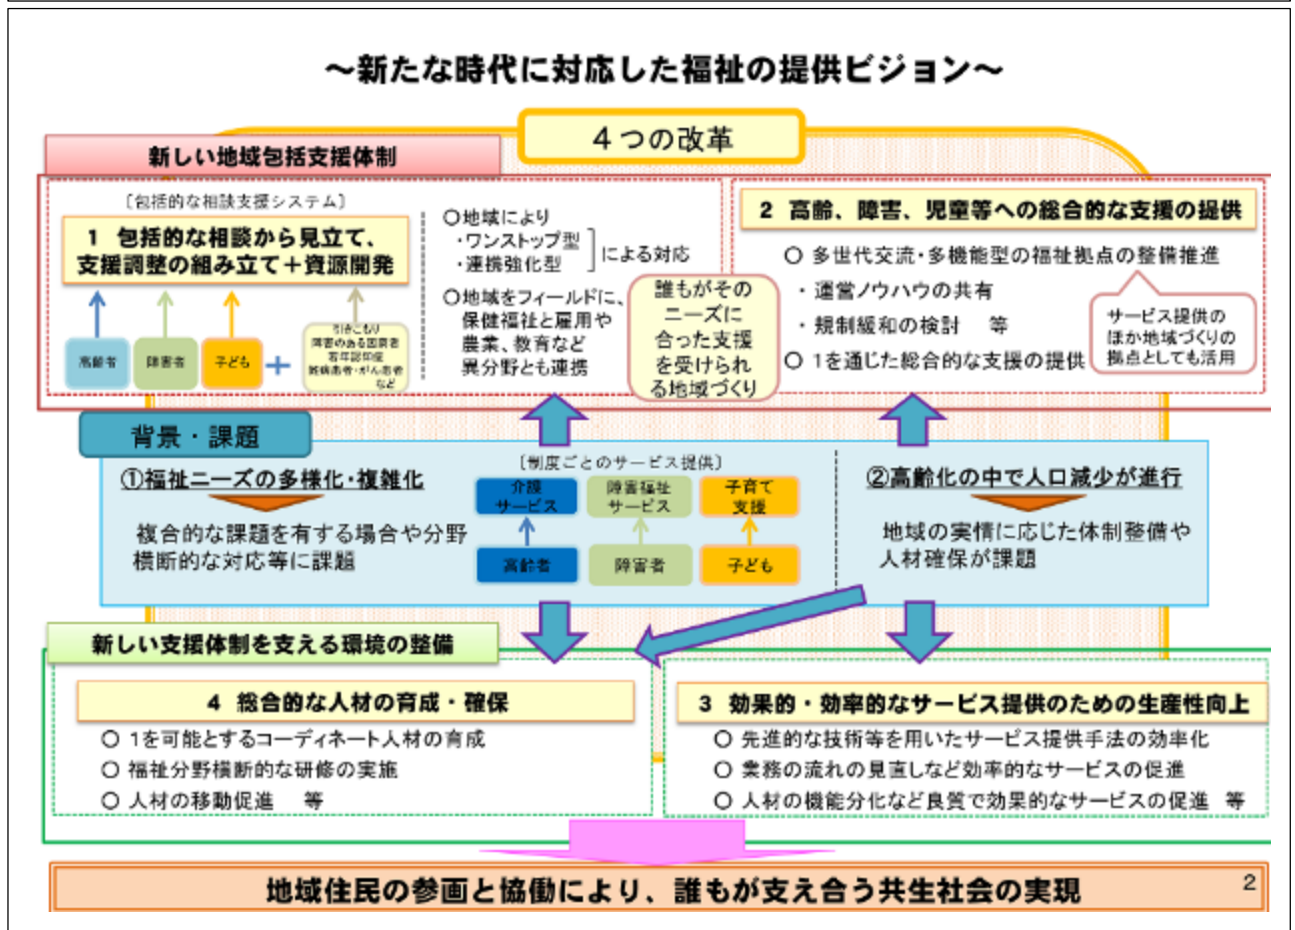 ～新たな時代に対応した福祉の提供ビジョン～
４つの改革
新しい地域包括支援体制
〔包括的な相談支援システム〕
1 包括的な相談から見立て、
支援調整の組み立て＋資源開発
高齢者
障害者
子ども
＋
引きこもり
障害のある困窮者
若年認知症
難病患者・がん患者
など
○地域により
・ワンストップ型
・連携強化型
による対応
○地域をフィールドに、
保健福祉と雇用や
農業、教育など
異分野とも連携
誰もがその
ニーズに
合った支援
を受けられ
る地域づくり
2 高齢、障害、児童等への総合的な支援の提供
○ 多世代交流・多機能型の福祉拠点の整備推進
・運営ノウハウの共有
・規制緩和の検討 等
○ 1を通じた総合的な支援の提供
サービス提供の
ほか地域づくりの
拠点としても活用
背景・課題
①福祉ニーズの多様化・複雑化
複合的な課題を有する場合や分野
横断的な対応等に課題
〔制度ごとのサービス提供〕
介護
サービス
障害福祉
サービス
子育て
支援
高齢者
障害者
子ども
②高齢化の中で人口減少が進行
地域の実情に応じた体制整備や
人材確保が課題
新しい支援体制を支える環境の整備
4 総合的な人材の育成・確保
○ 1を可能とするコーディネート人材の育成
○ 福祉分野横断的な研修の実施
○ 人材の移動促進 等
3 効果的・効率的なサービス提供のための生産性向上
○ 先進的な技術等を用いたサービス提供手法の効率化
○ 業務の流れの見直しなど効率的なサービスの促進
○ 人材の機能分化など良質で効果的なサービスの促進 等
地域住民の参画と協働により、誰もが支え合う共生社会の実現
2